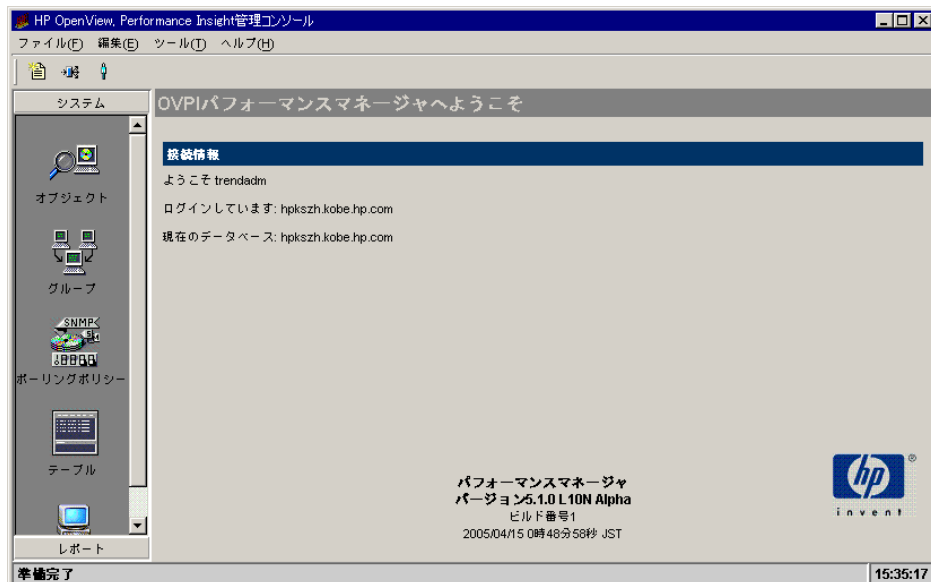 HP OpenView, Performance Insight管理コンソール
ファイル(F) 編集(E) ツール(T) ヘルプ(H)
システム
OVPIパフォーマンスマネージャへようこそ
接続情報
ようこそ trendadm
ログインしています: hpkszh.kobe.hp.com
現在のデータベース: hpkszh.kobe.hp.com
オブジェクト
グループ
SNMP
ポーリングポリシー
テーブル
レポート
パフォーマンスマネージャ
バージョン5.1.0 L10N Alpha
ビルド番号1
2005/04/15 0時48分58秒 JST
hp
®
invent
準備完了
15:35:17